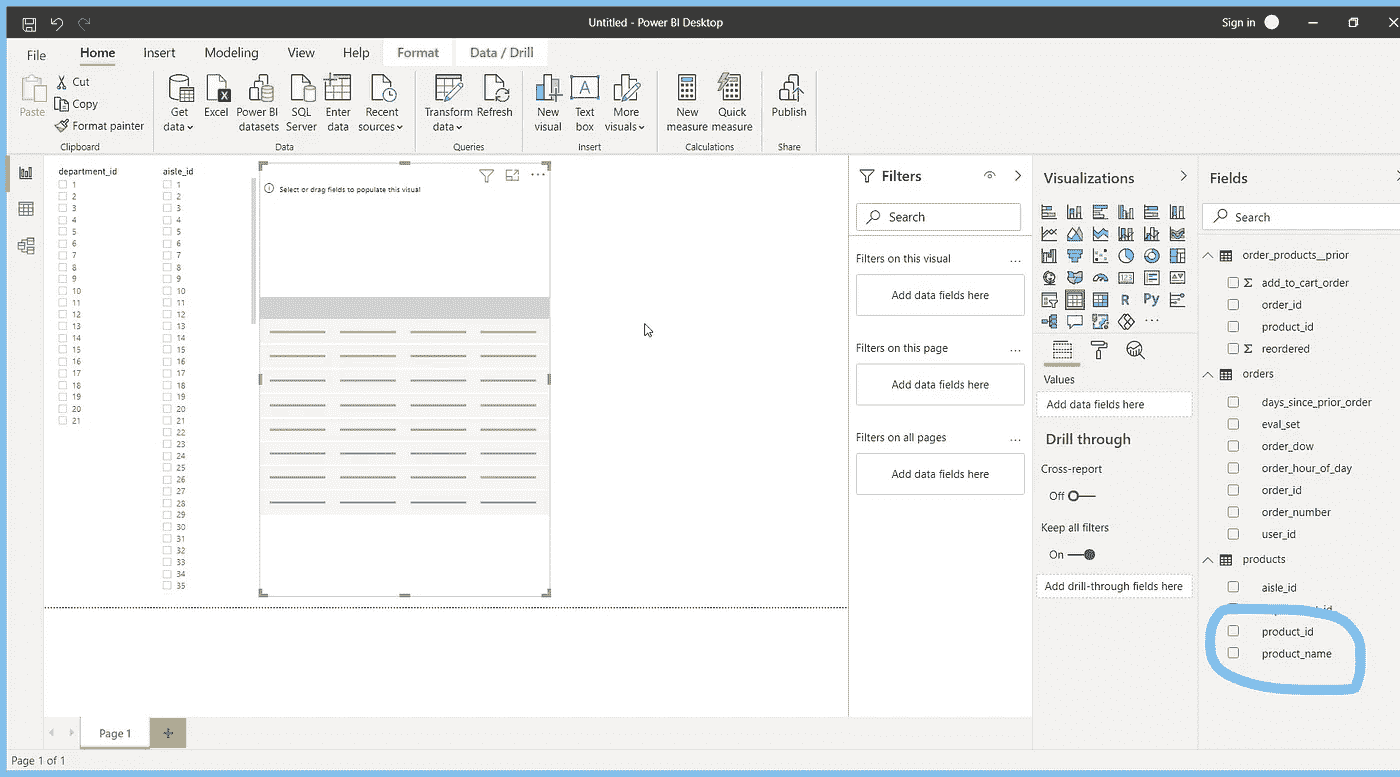 Untitled - Power BI Desktop
Sign in
File Home Insert Modeling View Help Format Data / Drill
Paste
Cut
Copy
Format painter
Clipboard
Get data
Excel
Power BI datasets
SQL Server
Enter data
Recent sources
Data
Transform data
Refresh
Queries
New visual
Text box
More visuals
Insert
New measure
Quick measure
Calculations
Publish
Share
department_id
1
2
3
4
5
6
7
8
9
10
11
12
13
14
15
16
17
18
19
20
21
aisle_id
1
2
3
4
5
6
7
8
9
10
11
12
13
14
15
16
17
18
19
20
21
22
23
24
25
26
27
28
29
30
31
32
33
34
35
Select or drag fields to populate this visual
Filters
Search
Filters on this visual ...
Add data fields here
Filters on this page ...
Add data fields here
Filters on all pages ...
Add data fields here
Visualizations
123
R Py
...
Values
Add data fields here
Drill through
Cross-report
Off
Keep all filters
On
Add drill-through fields here
Fields
Search
order_products__prior
Σ add_to_cart_order
order_id
product_id
Σ reordered
orders
days_since_prior_order
eval_set
order_dow
order_hour_of_day
order_id
order_number
user_id
products
aisle_id
product_id
product_name
Page 1
Page 1 of 1